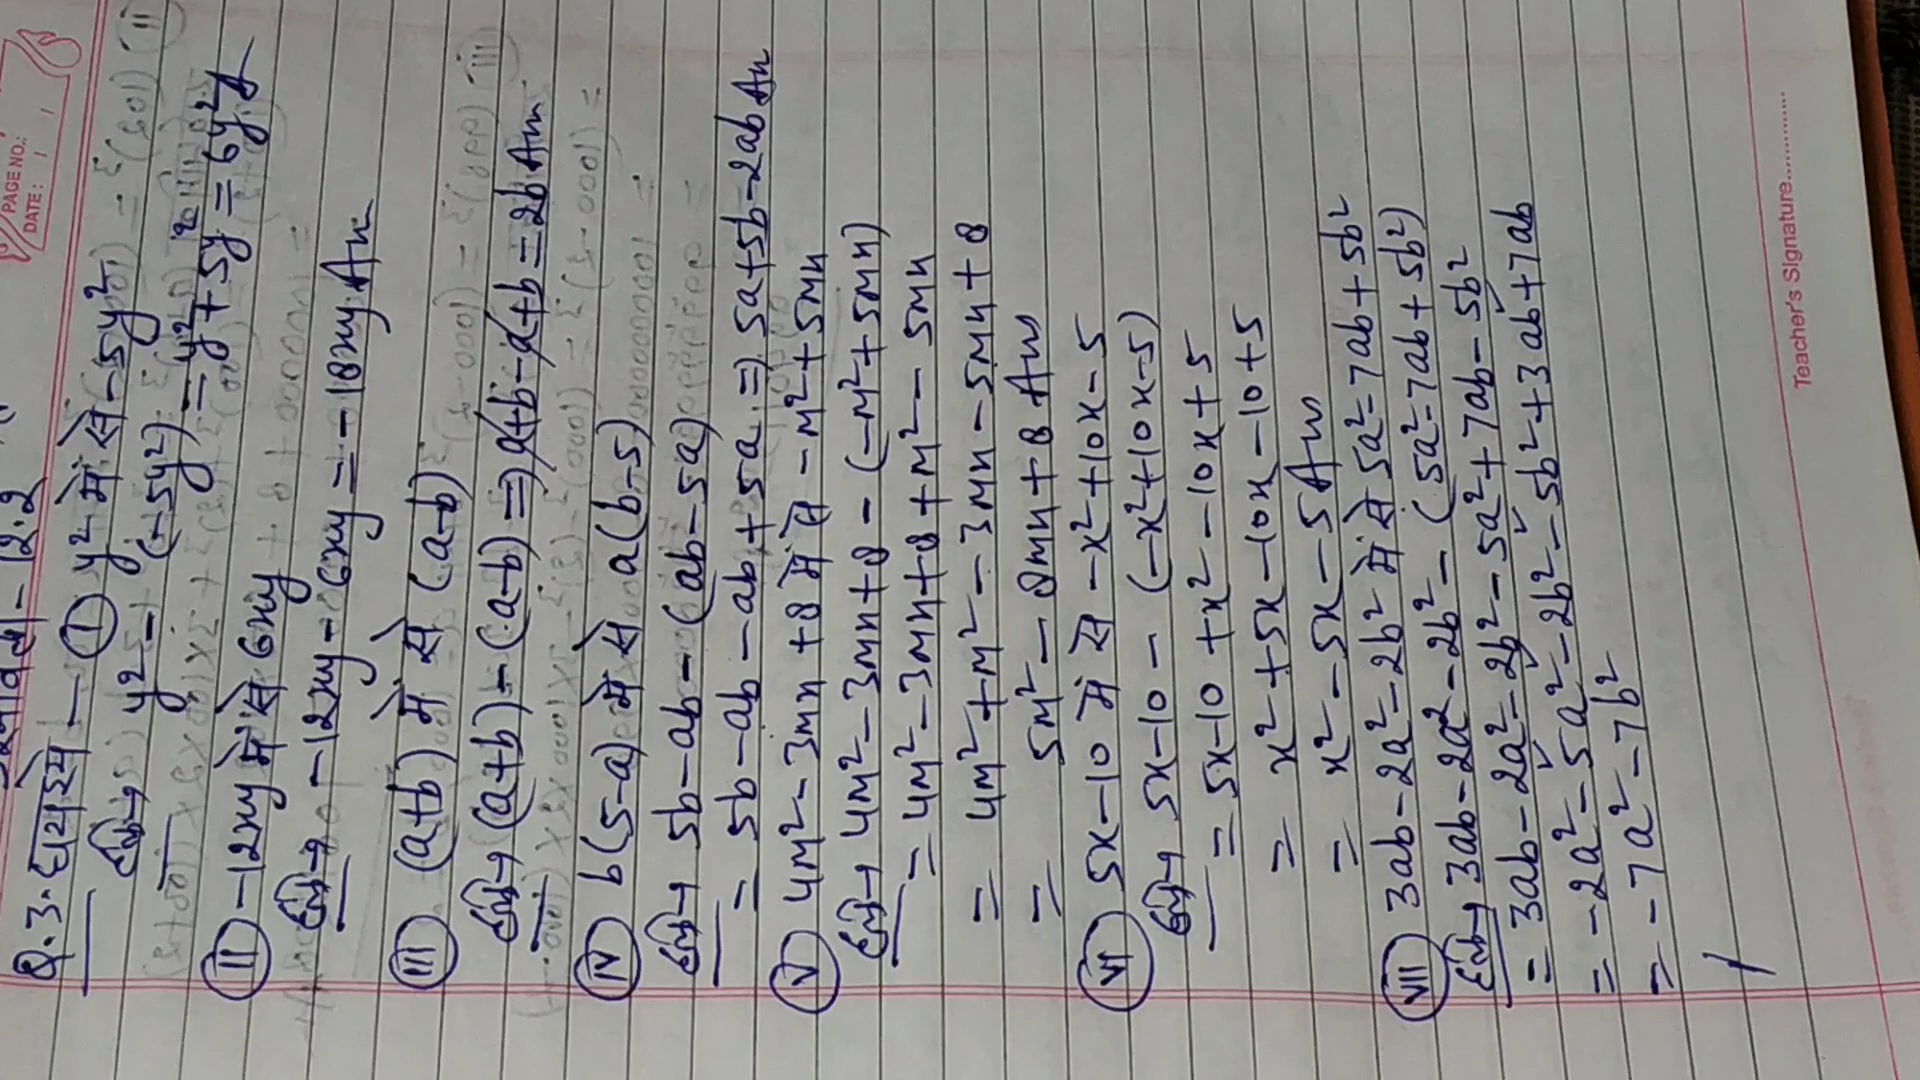 PAGE NO.:
DATE: / /
12.2
Q.3. घटाइये - (I) y² में से -5y²
हल→ y² - (-5y²) = y² + 5y² = 6y²
(II) -12xy में से 6xy
हल→ -12xy - 6xy = -18xy An
(III) (a+b) में से (a-b)
हल→ (a+b) - (a-b) => a+b-a+b = 2b Ans
(IV) b(5-a) में से a(b-5)
हल→ 5b-ab-(ab-5a)
= 5b-ab-ab+5a => 5a+5b-2ab An
(V) 4m²-3mn+8 में से -m²+5mn
हल→ 4m²-3mn+8-(-m²+5mn)
= 4m²-3mn+8+m²-5mn
= 4m²+m²-3mn-5mn+8
= 5m²-8mn+8 Ans
(VI) 5x-10 में से -x²+10x-5
हल→ 5x-10-(-x²+10x-5)
= 5x-10+x²-10x+5
= x²+5x-10x-10+5
= x²-5x-5 Ans
(VII) 3ab-2a²-2b² में से 5a²-7ab+5b²
हल→ 3ab-2a²-2b²-(5a²-7ab+5b²)
= 3ab-2a²-2b²-5a²+7ab-5b²
= -2a²-5a²-2b²-5b²+3ab+7ab
= -7a²-7b²
Teacher's Signature..............